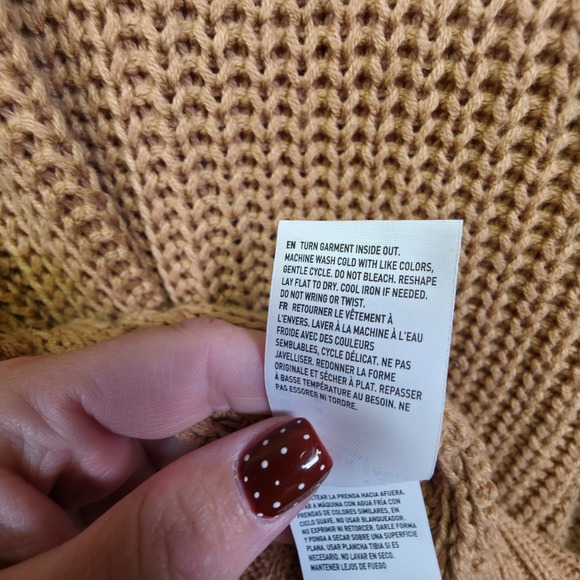 EN TURN GARMENT INSIDE OUT.
MACHINE WASH COLD WITH LIKE COLORS,
GENTLE CYCLE. DO NOT BLEACH. RESHAPE
LAY FLAT TO DRY. COOL IRON IF NEEDED.
DO NOT WRING OR TWIST.
FR RETOURNER LE VÊTEMENT À
L'ENVERS. LAVER À LA MACHINE À L'EAU
FROIDE AVEC DES COULEURS
SEMBLABLES, CYCLE DÉLICAT. NE PAS
JAVELLISER. REDONNER LA FORME
ORIGINALE ET SÉCHER À PLAT. REPASSER
À BASSE TEMPÉRATURE AU BESOIN. NE
PAS ESSORER NI TORDRE.
LA PRENDA HACIA AFUERA,
A MÁQUINA CON AGUA FRÍA CON
PRENDAS DE COLORES SIMILARES, EN
CICLO SUAVE. NO USAR BLANQUEADOR.
NO EXPRIMIR NI RETORCER. DARLE FORMA
Y PONGA A SECAR SOBRE UNA SUPERFICIE
PLANA. USAR PLANCHA TIBIA SI ES
NECESARIO. NO LAVAR EN SECO.
MANTENER LEJOS DE FUEGO